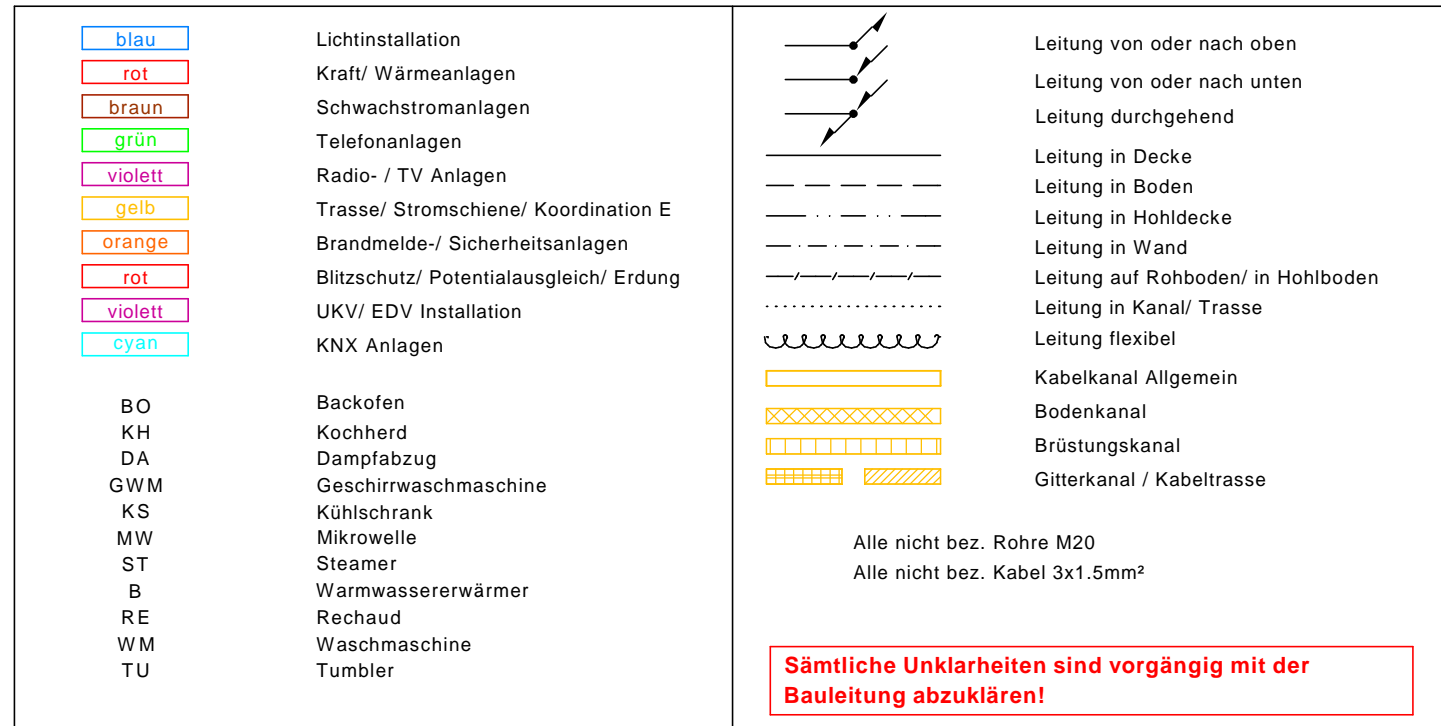 blau Lichtinstallation
rot Kraft/ Wärmeanlagen
braun Schwachstromanlagen
grün Telefonanlagen
violett Radio- / TV Anlagen
gelb Trasse/ Stromschiene/ Koordination E
orange Brandmelde-/ Sicherheitsanlagen
rot Blitzschutz/ Potentialausgleich/ Erdung
violett UKV/ EDV Installation
cyan KNX Anlagen
BO Backofen
KH Kochherd
DA Dampfabzug
GWM Geschirrwaschmaschine
KS Kühlschrank
MW Mikrowelle
ST Steamer
B Warmwassererwärmer
RE Rechaud
WM Waschmaschine
TU Tumbler
Leitung von oder nach oben
Leitung von oder nach unten
Leitung durchgehend
Leitung in Decke
Leitung in Boden
Leitung in Hohldecke
Leitung in Wand
Leitung auf Rohboden/ in Hohlboden
Leitung in Kanal/ Trasse
Leitung flexibel
Kabelkanal Allgemein
Bodenkanal
Brüstungskanal
Gitterkanal / Kabeltrasse
Alle nicht bez. Rohre M20
Alle nicht bez. Kabel 3x1.5mm²
Sämtliche Unklarheiten sind vorgängig mit der
Bauleitung abzuklären!